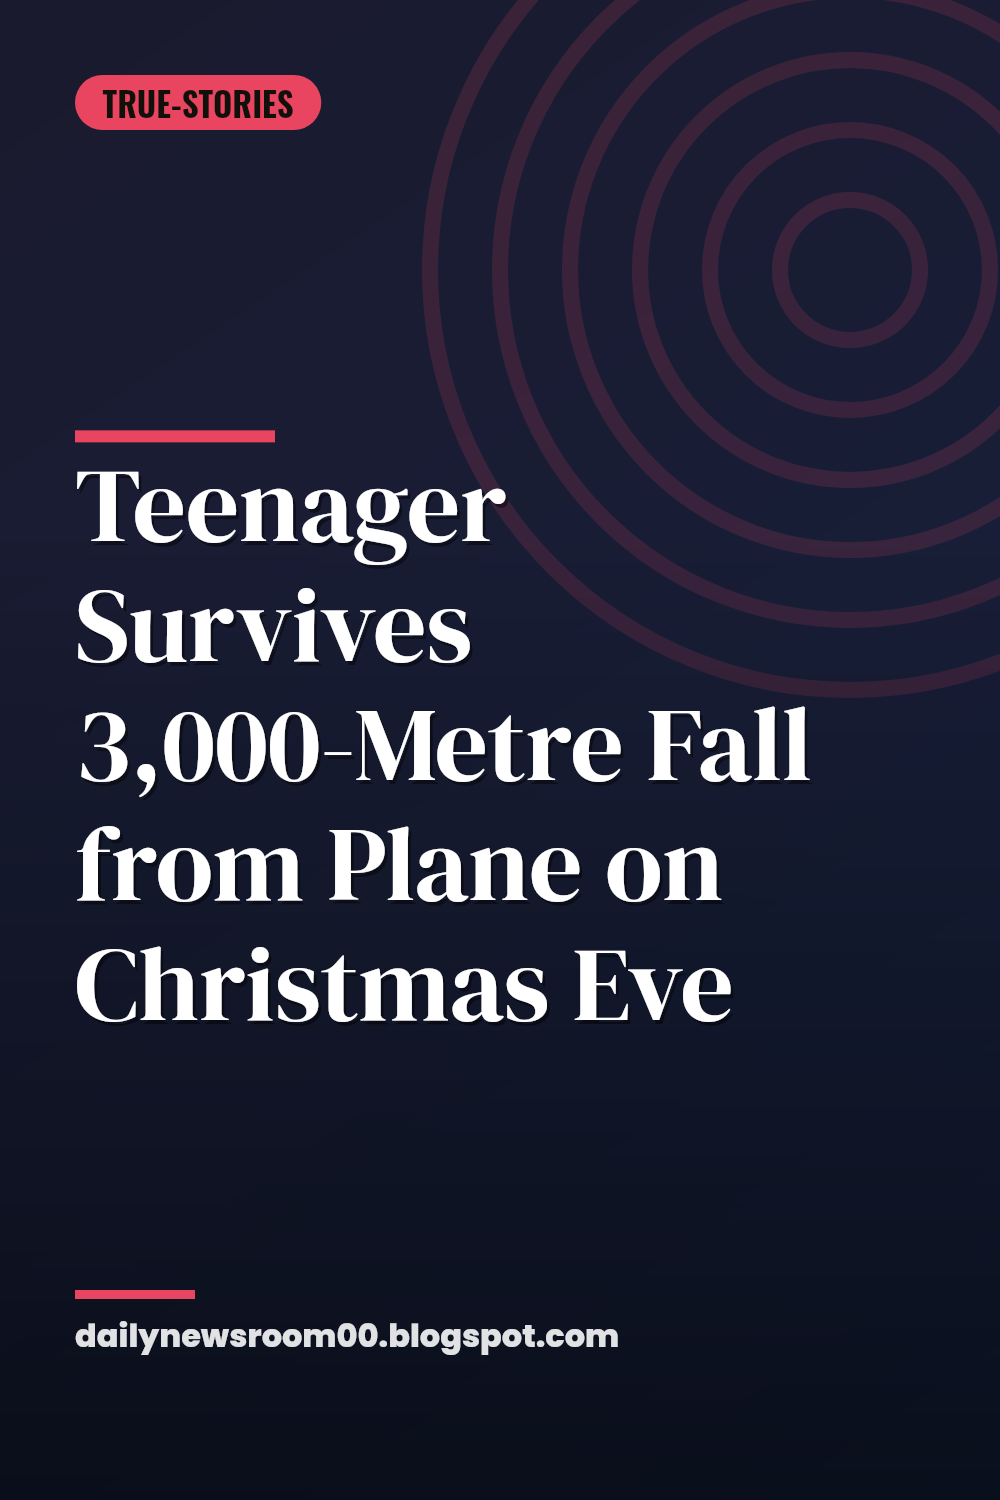 TRUE-STORIES
Teenager
Survives
3,000-Metre Fall
from Plane on
Christmas Eve
dailynewsroom00.blogspot.com